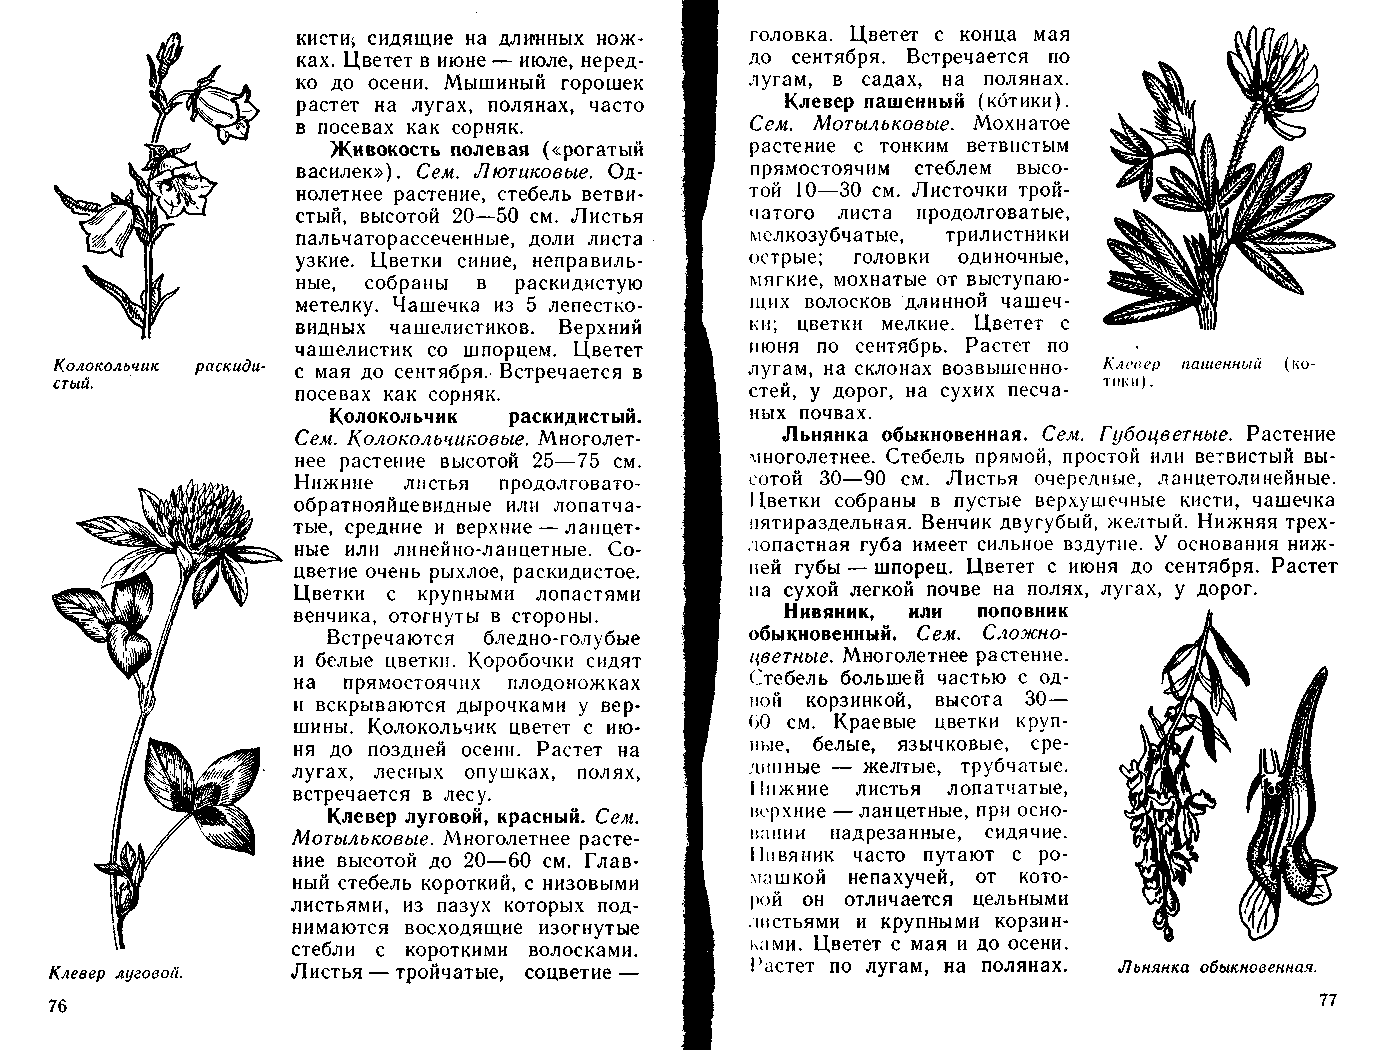 кисти, сидящие на длинных нож-
ках. Цветет в июне — июле, неред-
ко до осени. Мышиный горошек
растет на лугах, полянах, часто
в посевах как сорняк.
Живокость полевая («рогатый
василек»). Сем. Лютиковые. Од-
нолетнее растение, стебель ветви-
стый, высотой 20—50 см. Листья
пальчаторассеченные, доли листа
узкие. Цветки синие, неправиль-
ные, собраны в раскидистую
метелку. Чашечка из 5 лепестко-
видных чашелистиков. Верхний
чашелистик со шпорцем. Цветет
с мая до сентября. Встречается в
посевах как сорняк.
Колокольчик раскидистый.
Сем. Колокольчиковые. Многолет-
нее растение высотой 25—75 см.
Нижние листья продолговато-
обратнояйцевидные или лопатча-
тые, средние и верхние — ланцет-
ные или линейно-ланцетные. Со-
цветие очень рыхлое, раскидистое.
Цветки с крупными лопастями
венчика, отогнуты в стороны.
Встречаются бледно-голубые
и белые цветки. Коробочки сидят
на прямостоячих плодоножках
и вскрываются дырочками у вер-
шины. Колокольчик цветет с ию-
ня до поздней осени. Растет на
лугах, лесных опушках, полях,
встречается в лесу.
Клевер луговой, красный. Сем.
Мотыльковые. Многолетнее расте-
ние высотой до 20—60 см. Глав-
ный стебель короткий, с низовыми
листьями, из пазух которых под-
нимаются восходящие изогнутые
стебли с короткими волосками.
Листья — тройчатые, соцветие —
Колокольчик раскиди-
стый.
Клевер луговой.
76
головка. Цветет с конца мая
до сентября. Встречается по
лугам, в садах, на полянах.
Клевер пашенный (котики).
Сем. Мотыльковые. Мохнатое
растение с тонким ветвистым
прямостоячим стеблем высо-
той 10—30 см. Листочки трой-
чатого листа продолговатые,
мелкозубчатые, трилистники
острые; головки одиночные,
мягкие, мохнатые от выступаю-
щих волосков длинной чашеч-
ки; цветки мелкие. Цветет с
июня по сентябрь. Растет по
лугам, на склонах возвышенно-
стей, у дорог, на сухих песча-
ных почвах.
Клевер пашенный (ко-
тики).
Льнянка обыкновенная. Сем. Губоцветные. Растение
многолетнее. Стебель прямой, простой или ветвистый вы-
сотой 30—90 см. Листья очередные, ланцетолинейные.
Цветки собраны в пустые верхушечные кисти, чашечка
пятираздельная. Венчик двугубый, желтый. Нижняя трех-
лопастная губа имеет сильное вздутие. У основания ниж-
ней губы — шпорец. Цветет с июня до сентября. Растет
на сухой легкой почве на полях, лугах, у дорог.
Нивяник, или поповник
обыкновенный. Сем. Сложно-
цветные. Многолетнее растение.
Стебель большей частью с од-
ной корзинкой, высота 30—
60 см. Краевые цветки круп-
ные, белые, язычковые, сре-
динные — желтые, трубчатые.
Нижние листья лопатчатые,
верхние — ланцетные, при осно-
вании надрезанные, сидячие.
Нивяник часто путают с ро-
машкой непахучей, от кото-
рой он отличается цельными
листьями и крупными корзин-
ками. Цветет с мая и до осени.
Растет по лугам, на полянах.
Льнянка обыкновенная.
77